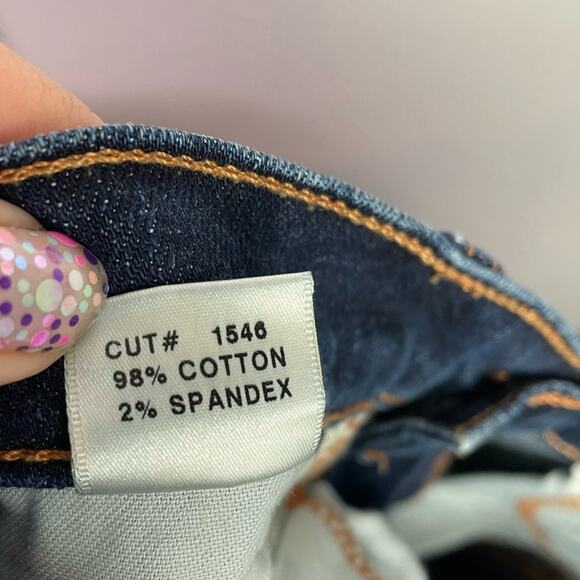 CUT# 1546
98% COTTON
2% SPANDEX